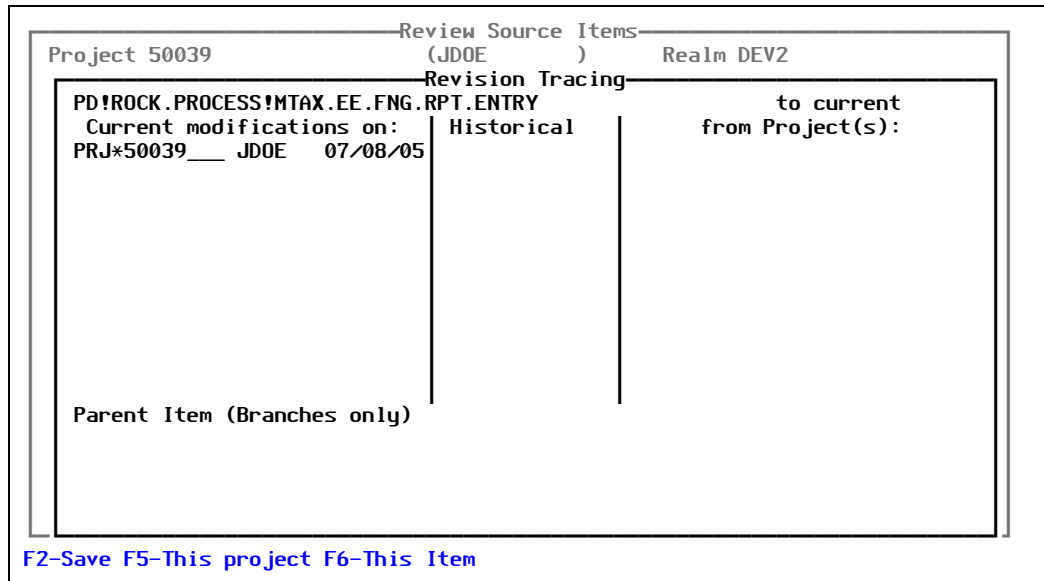 Review Source Items
Project 50039 (JDOE ) Realm DEV2
Revision Tracing
PD!ROCK.PROCESS!MTAX.EE.FNG.RPT.ENTRY to current
Current modifications on: Historical from Project(s):
PRJ*50039___ JDOE 07/08/05
Parent Item (Branches only)
F2-Save F5-This project F6-This Item